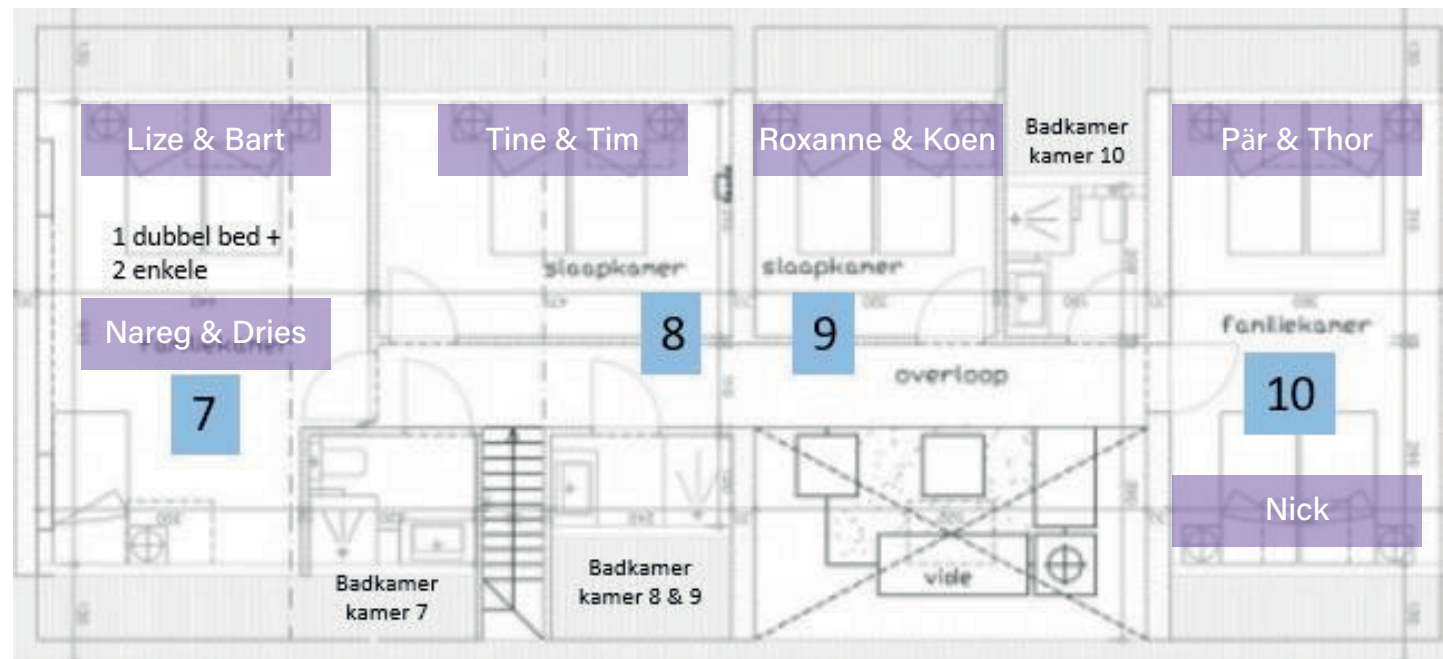 Lize & Bart
Tine & Tim
Roxanne & Koen
Badkamer
kamer 10
Pär & Thor
1 dubbel bed +
2 enkele
slaapkamer
slaapkamer
Nareg & Dries
8
9
familiekamer
7
overloop
10
Nick
Badkamer
kamer 7
Badkamer
kamer 8 & 9
vide